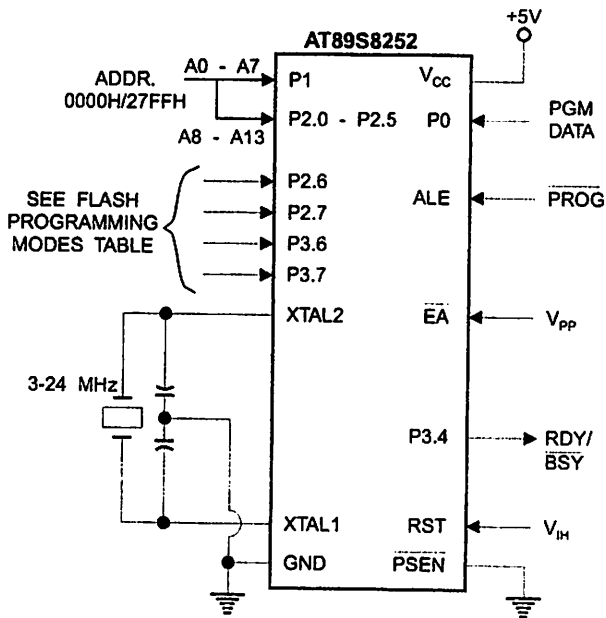 +5V
AT89S8252
A0 - A7
ADDR.
0000H/27FFH
A8 - A13
P1
P2.0 - P2.5
VCC
P0
PGM
DATA
SEE FLASH
PROGRAMMING
MODES TABLE
P2.6
P2.7
P3.6
P3.7
ALE
PROG
XTAL2
EA
VPP
3-24 MHz
P3.4
RDY/
BSY
XTAL1
RST
VIH
GND
PSEN